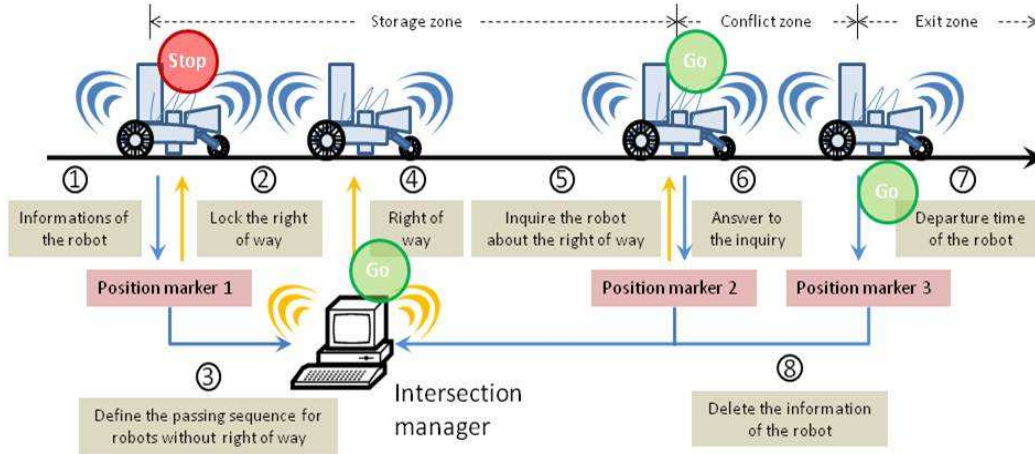 Storage zone
Conflict zone
Exit zone
Stop
Go
① ② ④ ⑤ ⑥ Go ⑦
Informations of
the robot
Lock the right
of way
Right of
way
Inquire the robot
about the right of way
Answer to
the inquiry
Departure time
of the robot
Go
Position marker 1
Position marker 2
Position marker 3
③
⑧
Intersection
manager
Define the passing sequence for
robots without right of way
Delete the information
of the robot